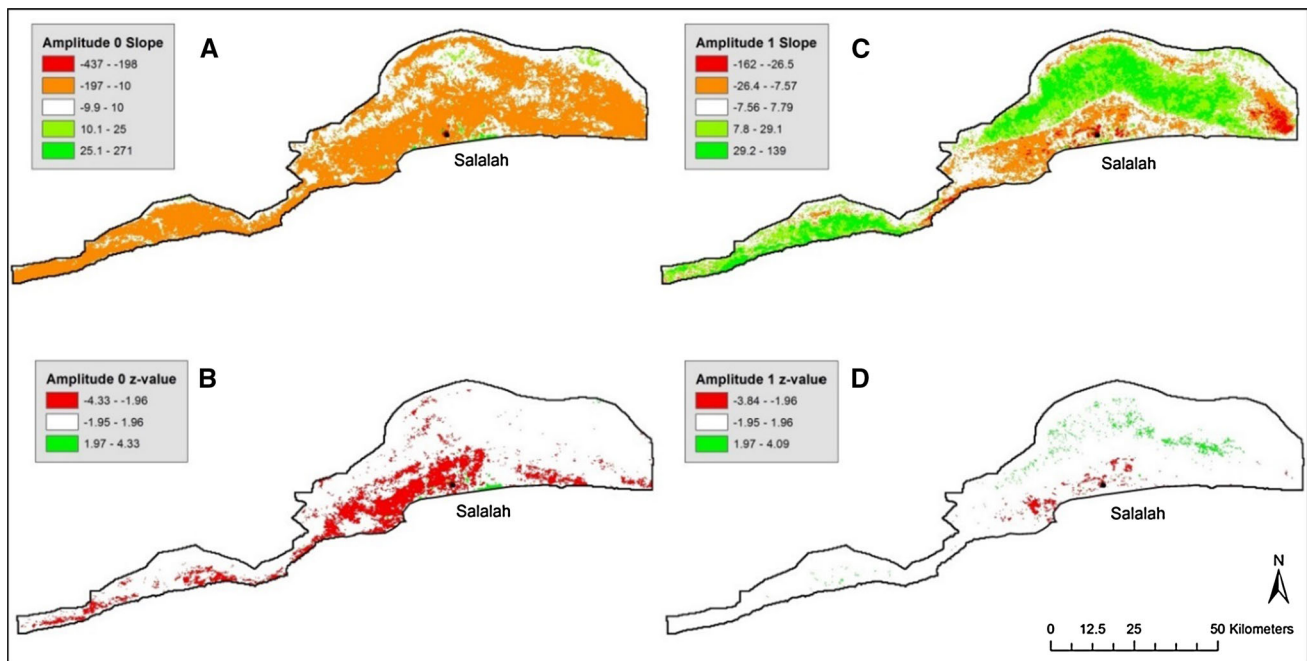 Amplitude 0 Slope
-437 - -198
-197 - -10
-9.9 - 10
10.1 - 25
25.1 - 271
A
Salalah
Amplitude 1 Slope
-162 - -26.5
-26.4 - -7.57
-7.56 - 7.79
7.8 - 29.1
29.2 - 139
C
Salalah
Amplitude 0 z-value
-4.33 - -1.96
-1.95 - 1.96
1.97 - 4.33
B
Salalah
Amplitude 1 z-value
-3.84 - -1.96
-1.95 - 1.96
1.97 - 4.09
D
Salalah
N
0 12.5 25 50 Kilometers